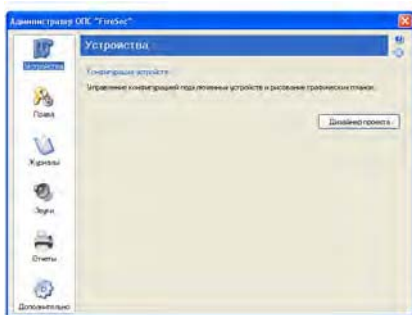 Администратор ОПС "FireSec"
Устройства
Устройства
Конфигурация устройств
Управление конфигурацией подключенных устройств и рисование графических планов.
Дизайнер проекта
Права
Журналы
Звуки
Отчеты
Дополнительно